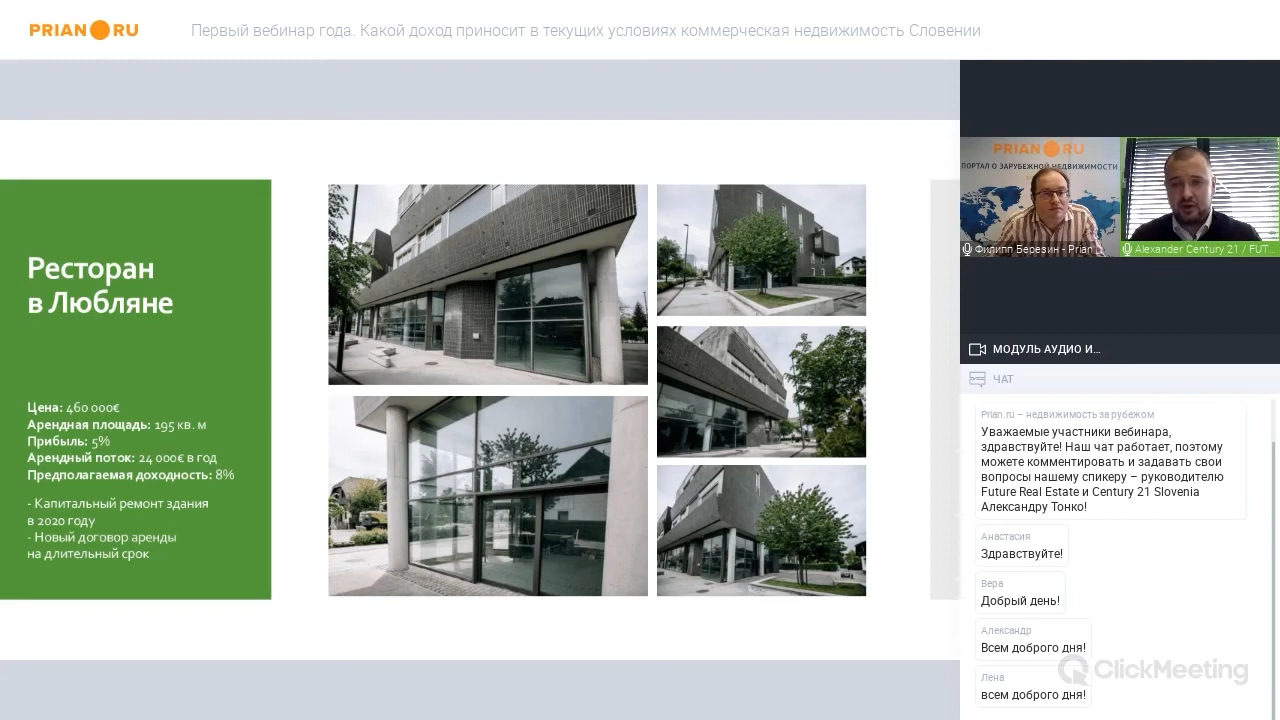 PRIAN RU
Первый вебинар года. Какой доход приносит в текущих условиях коммерческая недвижимость Словении
Ресторан
в Любляне
Цена: 460 000€
Арендная площадь: 195 кв. м
Прибыль: 5%
Арендный поток: 24 000€ в год
Предполагаемая доходность: 8%
- Капитальный ремонт здания
в 2020 году
- Новый договор аренды
на длительный срок
PRIAN RU
ПОРТАЛ О ЗАРУБЕЖНОЙ НЕДВИЖИМОСТИ
Филипп Березин - Prian
Alexander Century 21 / FUT...
МОДУЛЬ АУДИО И...
ЧАТ
Prian.ru – недвижимость за рубежом
Уважаемые участники вебинара,
здравствуйте! Наш чат работает, поэтому
можете комментировать и задавать свои
вопросы нашему спикеру – руководителю
Future Real Estate и Century 21 Slovenia
Александру Тонко!
Анастасия
Здравствуйте!
Вера
Добрый день!
Александр
Всем доброго дня!
Лена
всем доброго дня!
ClickMeeting